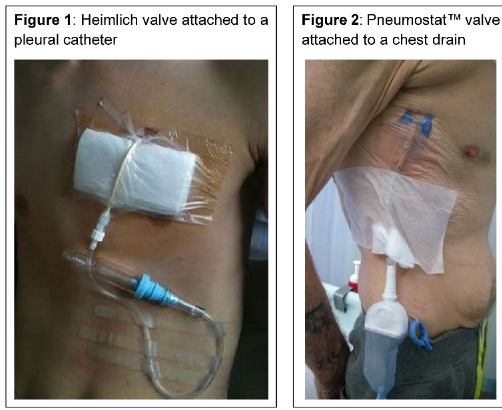 Figure 1: Heimlich valve attached to a
pleural catheter
Figure 2: Pneumostat™ valve
attached to a chest drain